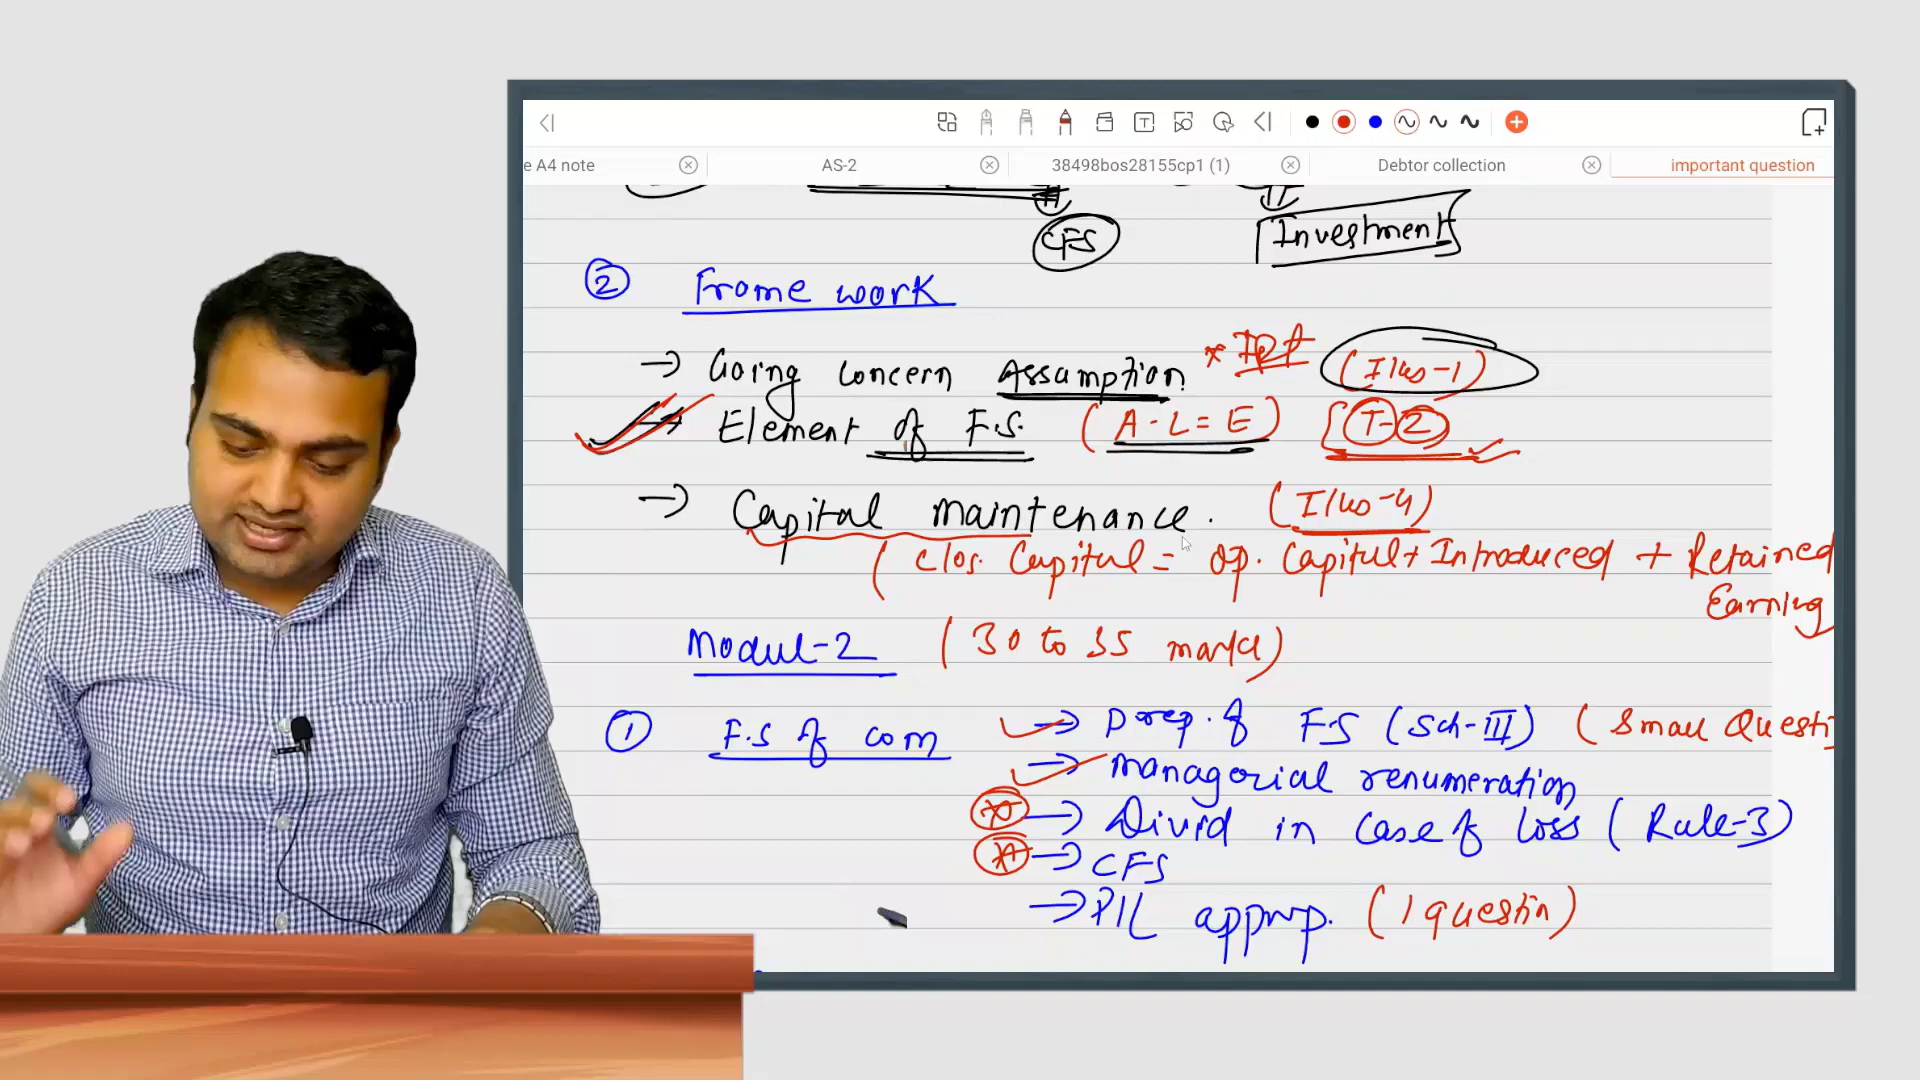 e A4 note AS-2 38498bos28155cp1 (1) Debtor collection important question
CFS Investment
2 Frame work
→ Going concern Assumption * IPt (Illus-1)
→ Element of F.S. (A-L=E) [T-2]
→ Capital maintenance. (Illus-4)
(Clos. Capital = Op. Capital + Introduced + Retained
Earning
Modul-2 (30 to 35 marks)
1 F.S of com → Prep. of F.S (Sch-III) (Small Questi
→ Managerial renumeration
→ Divid in case of loss (Rule-3)
→ CFS
→ P/L approp. (1 question)